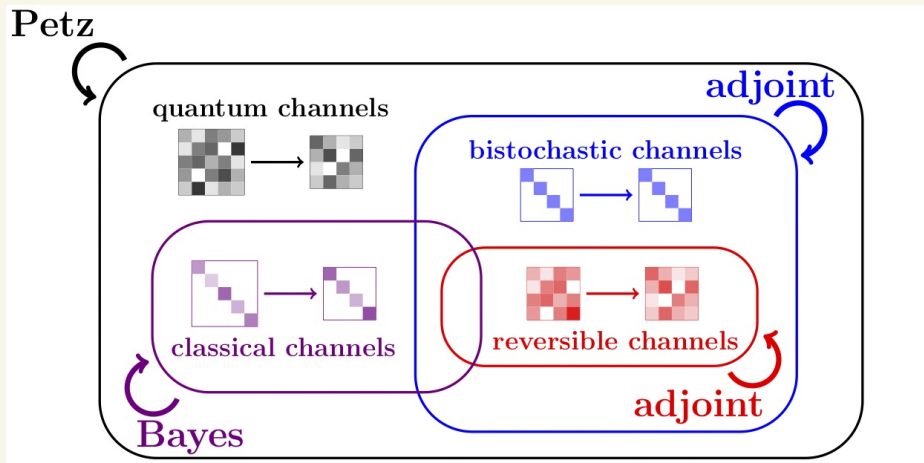 Petz
adjoint
quantum channels
bistochastic channels
classical channels
reversible channels
adjoint
Bayes